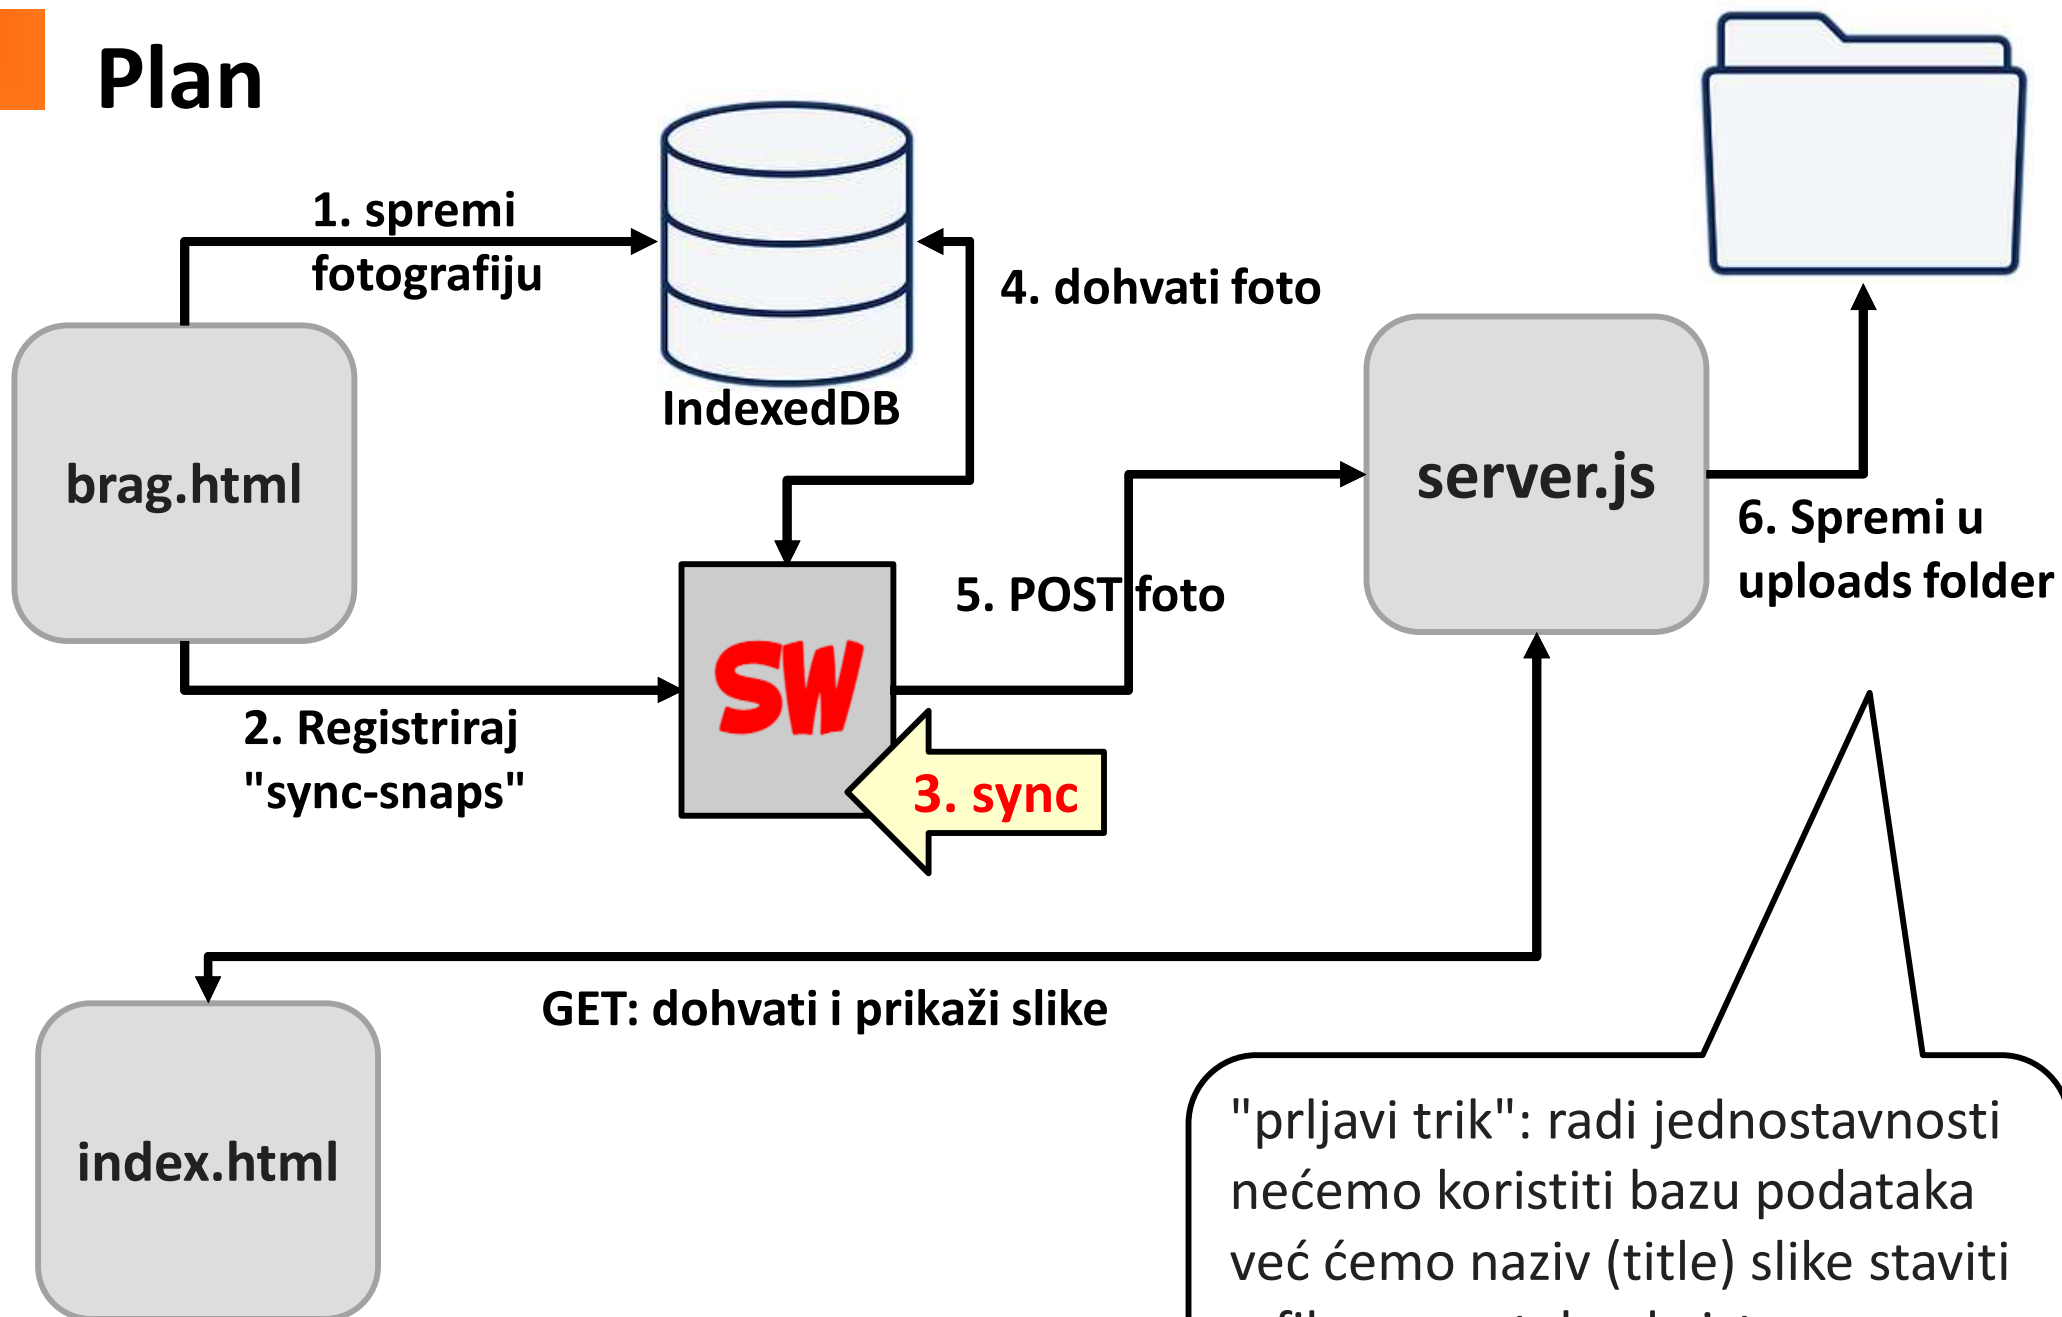 Plan
1. spremi
fotografiju
4. dohvati foto
IndexedDB
brag.html
server.js
6. Spremi u
uploads folder
5. POST foto
SW
2. Registriraj
"sync-snaps"
3. sync
GET: dohvati i prikaži slike
index.html
"prljavi trik": radi jednostavnosti
nećemo koristiti bazu podataka
već ćemo naziv (title) slike staviti